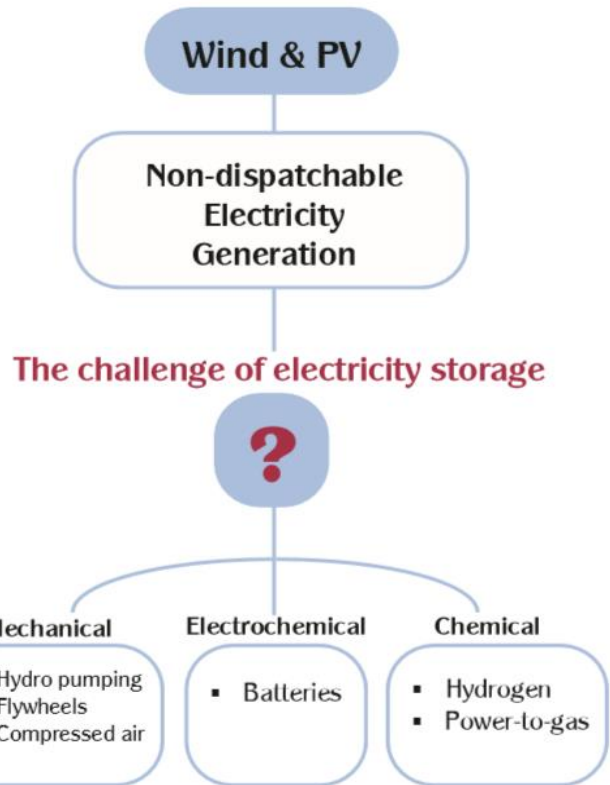 Wind & PV
Non-dispatchable
Electricity
Generation
The challenge of electricity storage
?
Mechanical
Hydro pumping
Flywheels
Compressed air
Electrochemical
▪ Batteries
Chemical
▪ Hydrogen
▪ Power-to-gas